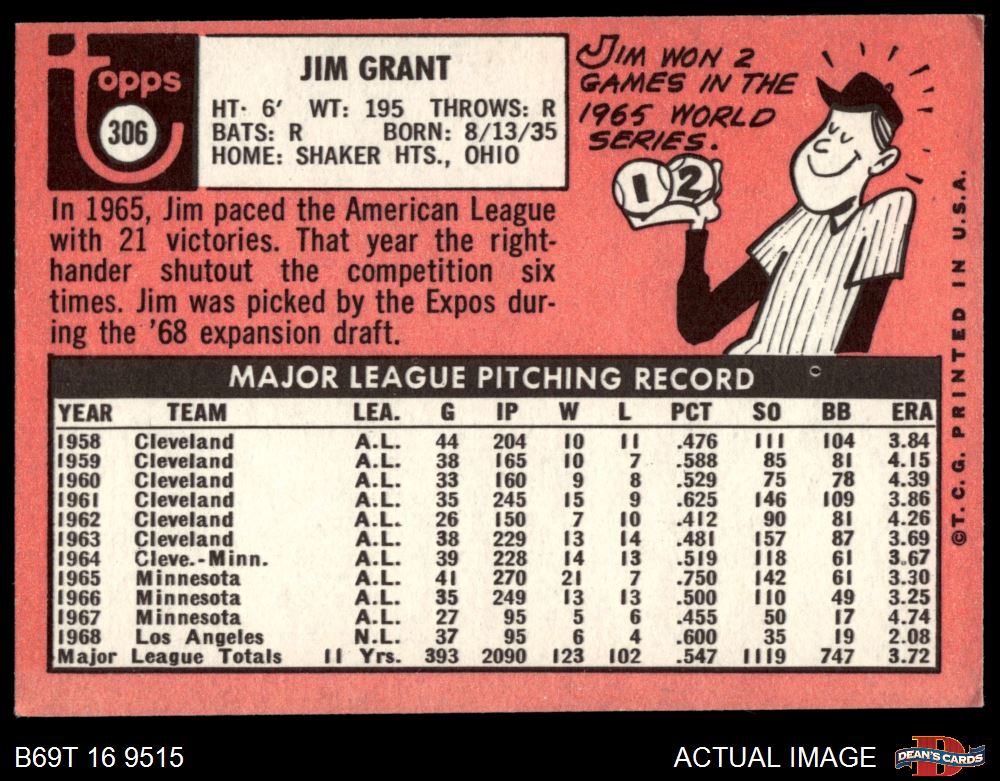 topps
306
JIM GRANT
HT: 6' WT: 195 THROWS: R
BATS: R BORN: 8/13/35
HOME: SHAKER HTS., OHIO
JIM WON 2
GAMES IN THE
1965 WORLD
SERIES.
1 2
In 1965, Jim paced the American League
with 21 victories. That year the right-
hander shutout the competition six
times. Jim was picked by the Expos dur-
ing the '68 expansion draft.
MAJOR LEAGUE PITCHING RECORD
YEAR TEAM LEA. G IP W L PCT SO BB ERA
1958 Cleveland A.L. 44 204 10 11 .476 111 104 3.84
1959 Cleveland A.L. 38 165 10 7 .588 85 81 4.15
1960 Cleveland A.L. 33 160 9 8 .529 75 78 4.39
1961 Cleveland A.L. 35 245 15 9 .625 146 109 3.86
1962 Cleveland A.L. 26 150 7 10 .412 90 81 4.26
1963 Cleveland A.L. 38 229 13 14 .481 157 87 3.69
1964 Cleve.-Minn. A.L. 39 228 14 13 .519 118 61 3.67
1965 Minnesota A.L. 41 270 21 7 .750 142 61 3.30
1966 Minnesota A.L. 35 249 13 13 .500 110 49 3.25
1967 Minnesota A.L. 27 95 5 6 .455 50 17 4.74
1968 Los Angeles N.L. 37 95 6 4 .600 35 19 2.08
Major League Totals 11 Yrs. 393 2090 123 102 .547 1119 747 3.72
©T. C. G. PRINTED IN U.S.A.
B69T 16 9515
ACTUAL IMAGE
D
DEAN'S CARDS